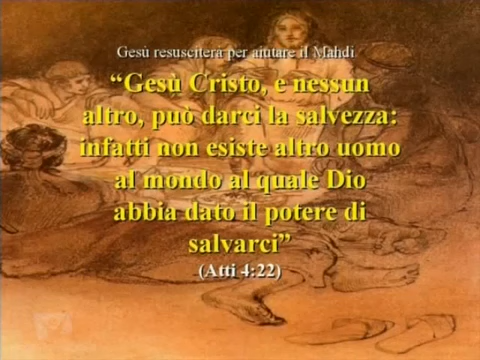 Gesù resusciterà per aiutare il Mahdi
“Gesù Cristo, e nessun
altro, può darci la salvezza:
infatti non esiste altro uomo
al mondo al quale Dio
abbia dato il potere di
salvarci”
(Atti 4:22)